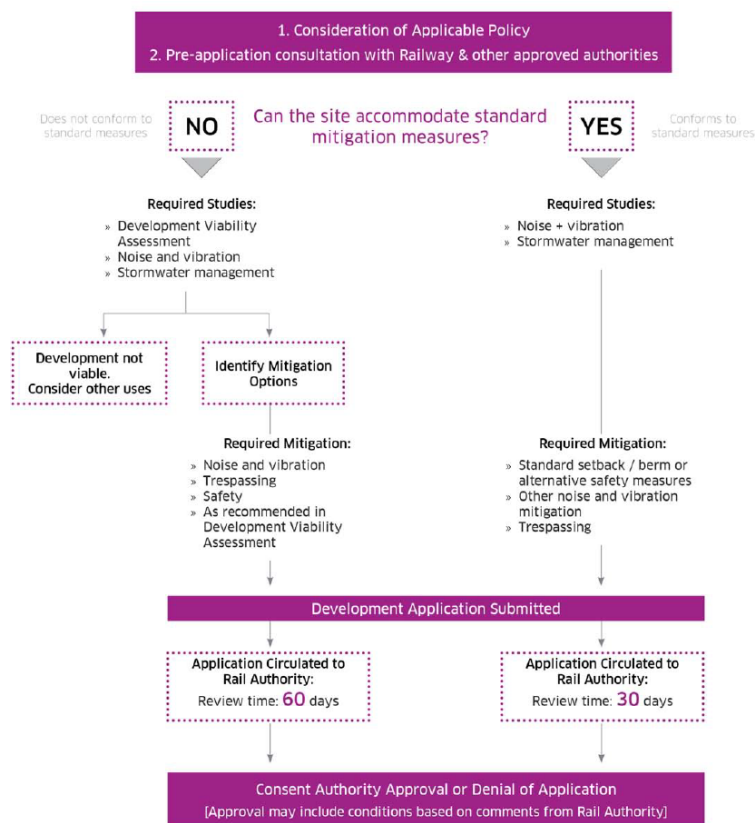 1. Consideration of Applicable Policy
2. Pre-application consultation with Railway & other approved authorities
Does not conform to
standard measures
NO
Can the site accommodate standard
mitigation measures?
YES
Conforms to
standard measures
Required Studies:
» Development Viability
Assessment
» Noise and vibration
» Stormwater management
Required Studies:
» Noise + vibration
» Stormwater management
Development not
viable.
Consider other uses
Identify Mitigation
Options
Required Mitigation:
» Noise and vibration
» Trespassing
» Safety
» As recommended in
Development Viability
Assessment
Required Mitigation:
» Standard setback / berm or
alternative safety measures
» Other noise and vibration
mitigation
» Trespassing
Development Application Submitted
Application Circulated to
Rail Authority:
Review time: 60 days
Application Circulated to
Rail Authority:
Review time: 30 days
Consent Authority Approval or Denial of Application
[Approval may include conditions based on comments from Rail Authority]